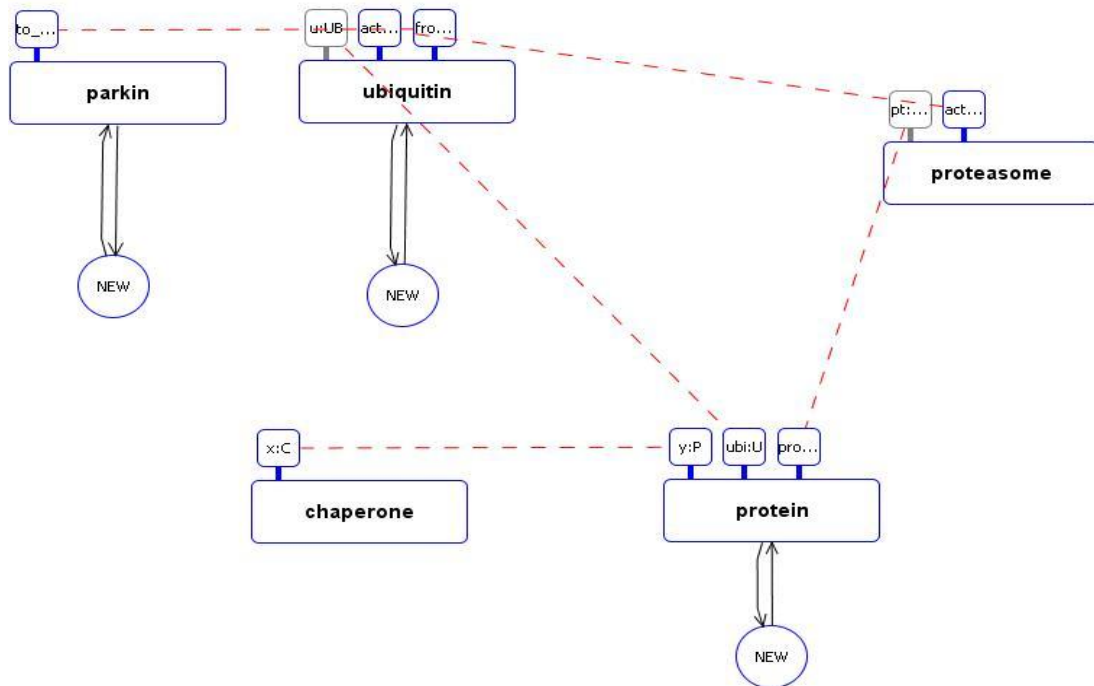 to_...
u:UB
act...
fro...
parkin
ubiquitin
pt:...
act...
proteasome
NEW
NEW
x:C
y:P
ubi:U
pro...
chaperone
protein
NEW